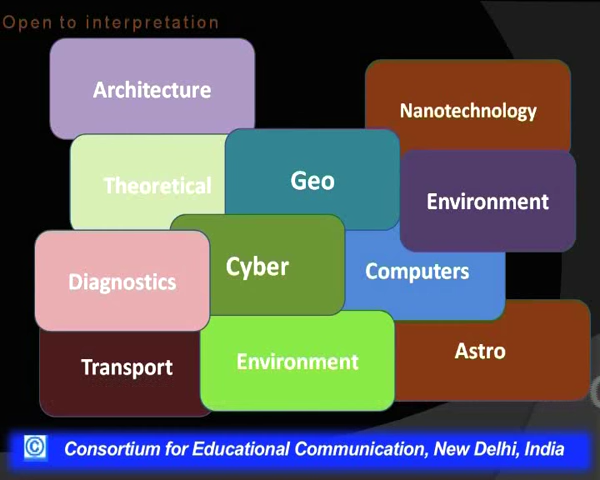 Open to interpretation
Architecture
Nanotechnology
Theoretical
Geo
Environment
Diagnostics
Cyber
Computers
Transport
Environment
Astro
© Consortium for Educational Communication, New Delhi, India